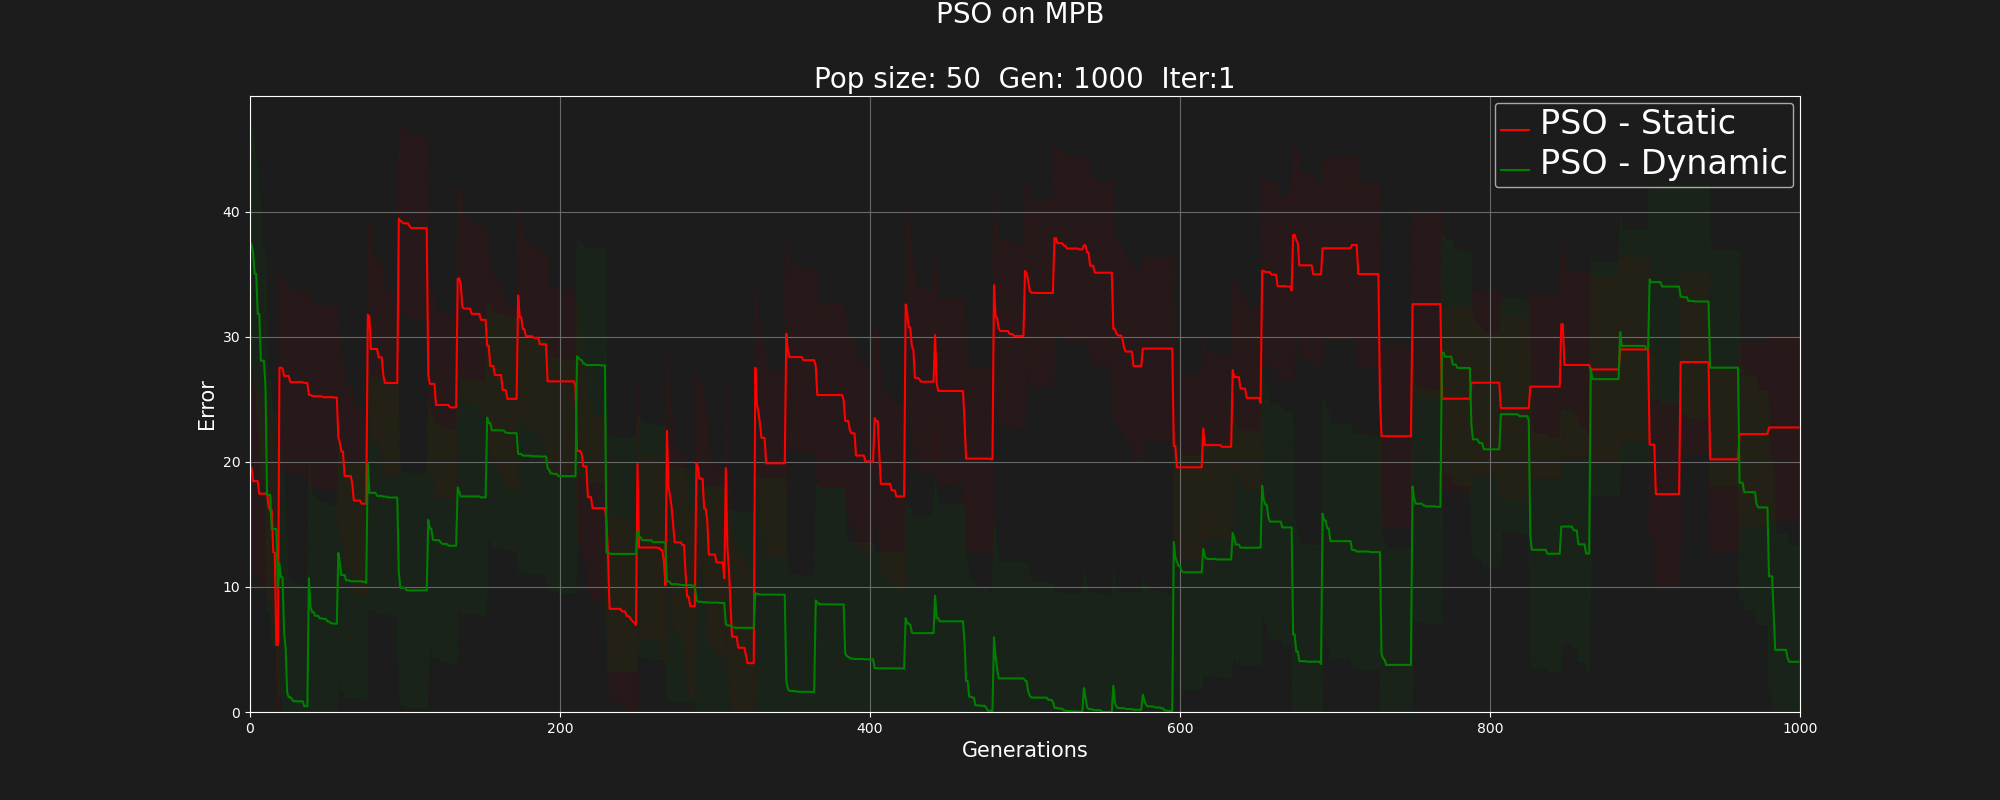 PSO on MPB
Pop size: 50  Gen: 1000  Iter:1
PSO - Static
PSO - Dynamic
Error
40
30
20
10
0
0 200 400 600 800 1000
Generations